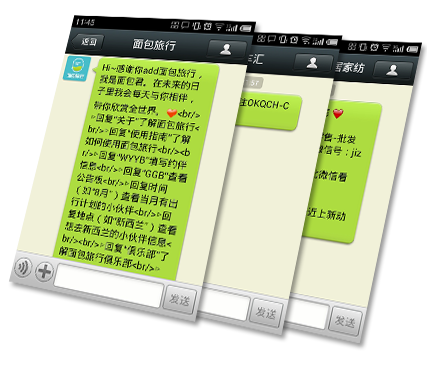 11:45
返回
面包旅行
Hi~感谢你add面包旅行，
我是面包君。在未来的日
子里我会每天与你相伴，
带你欣赏全世界。❤<br/>
>回复“关于”了解面包旅行<
br/>>回复“使用指南”了解
如何使用面包旅行<br/><b
r/>>回复“WYYB”填写约伴
信息<br/>>回复“GGB”查看
公告板<br/>>回复时间
（如“8月”）查看当月有出
行计划的小伙伴<br/>>回
复地点（如“新西兰”）查看
想去新西兰的小伙伴信息<
br/><br/>>回复“俱乐部”了
解面包旅行俱乐部<br/>>
发送
汇
注OKQCH-C
发送
居家纺
❤
售-批发
微信号：jiz
微信看
近上新动
发送